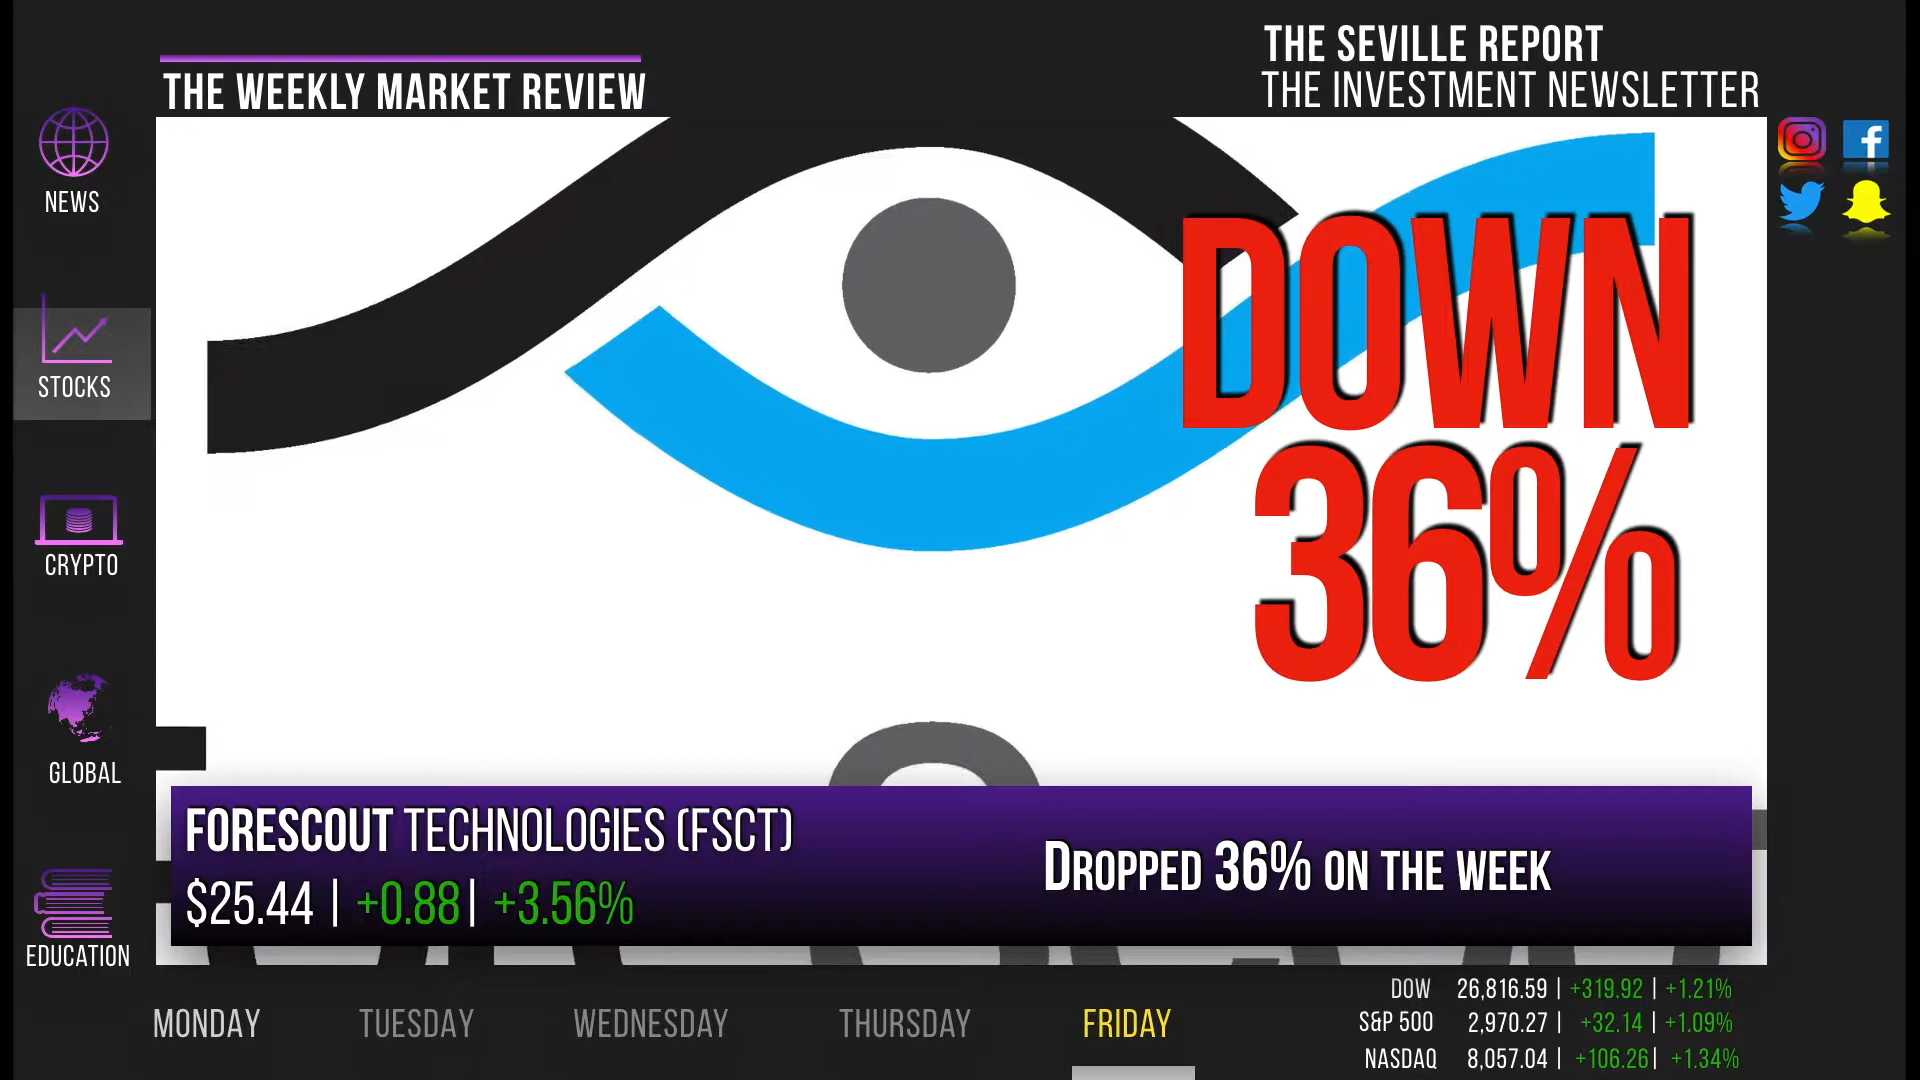 THE SEVILLE REPORT
THE INVESTMENT NEWSLETTER
THE WEEKLY MARKET REVIEW
NEWS
STOCKS
CRYPTO
GLOBAL
EDUCATION
DOWN
36%
FORESCOUT TECHNOLOGIES (FSCT)
$25.44 | +0.88 | +3.56%
DROPPED 36% ON THE WEEK
MONDAY TUESDAY WEDNESDAY THURSDAY FRIDAY
DOW 26,816.59 | +319.92 | +1.21%
S&P 500 2,970.27 | +32.14 | +1.09%
NASDAQ 8,057.04 | +106.26 | +1.34%